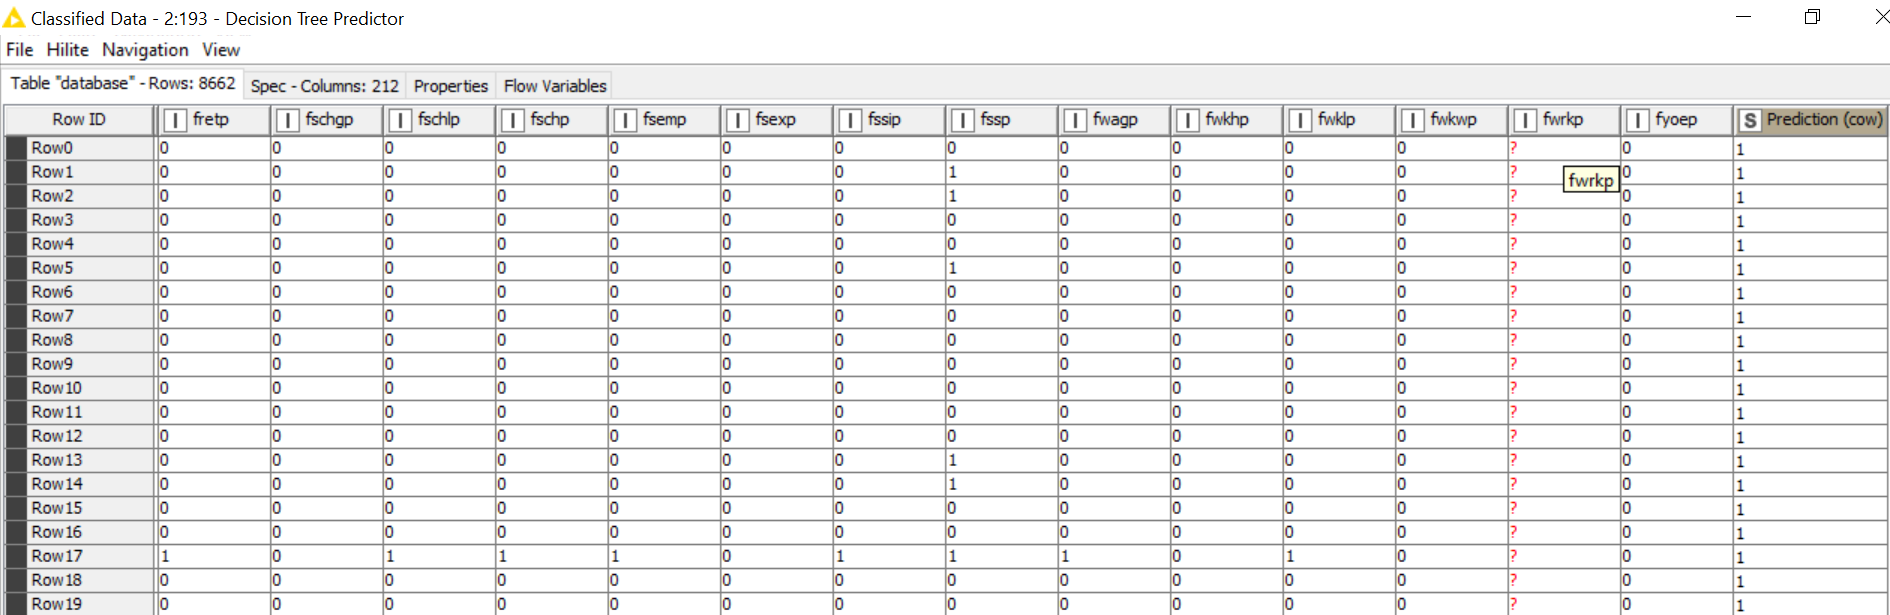 Classified Data - 2:193 - Decision Tree Predictor
File Hilite Navigation View
Table "database" - Rows: 8662 Spec - Columns: 212 Properties Flow Variables
Row ID I fretp I fschgp I fschlp I fschp I fsemp I fsexp I fssip I fssp I fwagp I fwkhp I fwklp I fwkwp I fwrkp I fyoep S Prediction (cow)
Row0 0 0 0 0 0 0 0 0 0 0 0 0 ? 0 1
Row1 0 0 0 0 0 0 0 1 0 0 0 0 ? fwrkp 0 1
Row2 0 0 0 0 0 0 0 1 0 0 0 0 ? 0 1
Row3 0 0 0 0 0 0 0 0 0 0 0 0 ? 0 1
Row4 0 0 0 0 0 0 0 0 0 0 0 0 ? 0 1
Row5 0 0 0 0 0 0 0 1 0 0 0 0 ? 0 1
Row6 0 0 0 0 0 0 0 0 0 0 0 0 ? 0 1
Row7 0 0 0 0 0 0 0 0 0 0 0 0 ? 0 1
Row8 0 0 0 0 0 0 0 0 0 0 0 0 ? 0 1
Row9 0 0 0 0 0 0 0 0 0 0 0 0 ? 0 1
Row10 0 0 0 0 0 0 0 0 0 0 0 0 ? 0 1
Row11 0 0 0 0 0 0 0 0 0 0 0 0 ? 0 1
Row12 0 0 0 0 0 0 0 0 0 0 0 0 ? 0 1
Row13 0 0 0 0 0 0 0 1 0 0 0 0 ? 0 1
Row14 0 0 0 0 0 0 0 1 0 0 0 0 ? 0 1
Row15 0 0 0 0 0 0 0 0 0 0 0 0 ? 0 1
Row16 0 0 0 0 0 0 0 0 0 0 0 0 ? 0 1
Row17 1 0 1 1 1 0 1 1 1 0 1 0 ? 0 1
Row18 0 0 0 0 0 0 0 0 0 0 0 0 ? 0 1
Row19 0 0 0 0 0 0 0 0 0 0 0 0 ? 0 1